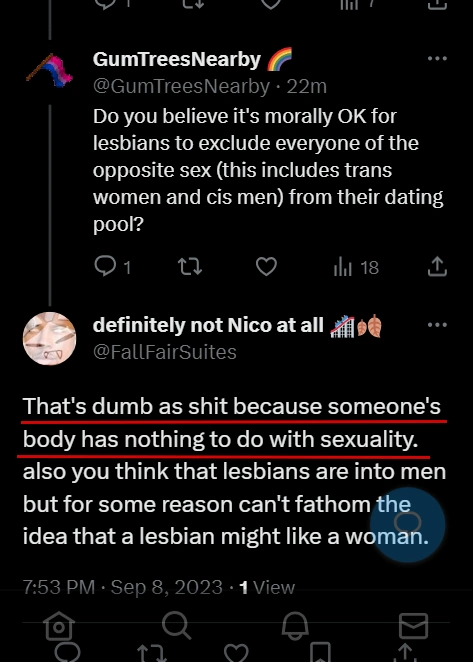 1
7
GumTreesNearby 🌈
@GumTreesNearby · 22m
Do you believe it's morally OK for
lesbians to exclude everyone of the
opposite sex (this includes trans
women and cis men) from their dating
pool?
1
18
definitely not Nico at all 🎢🍂
@FallFairSuites
That's dumb as shit because someone's
body has nothing to do with sexuality.
also you think that lesbians are into men
but for some reason can't fathom the
idea that a lesbian might like a woman.
7:53 PM · Sep 8, 2023 · 1 View